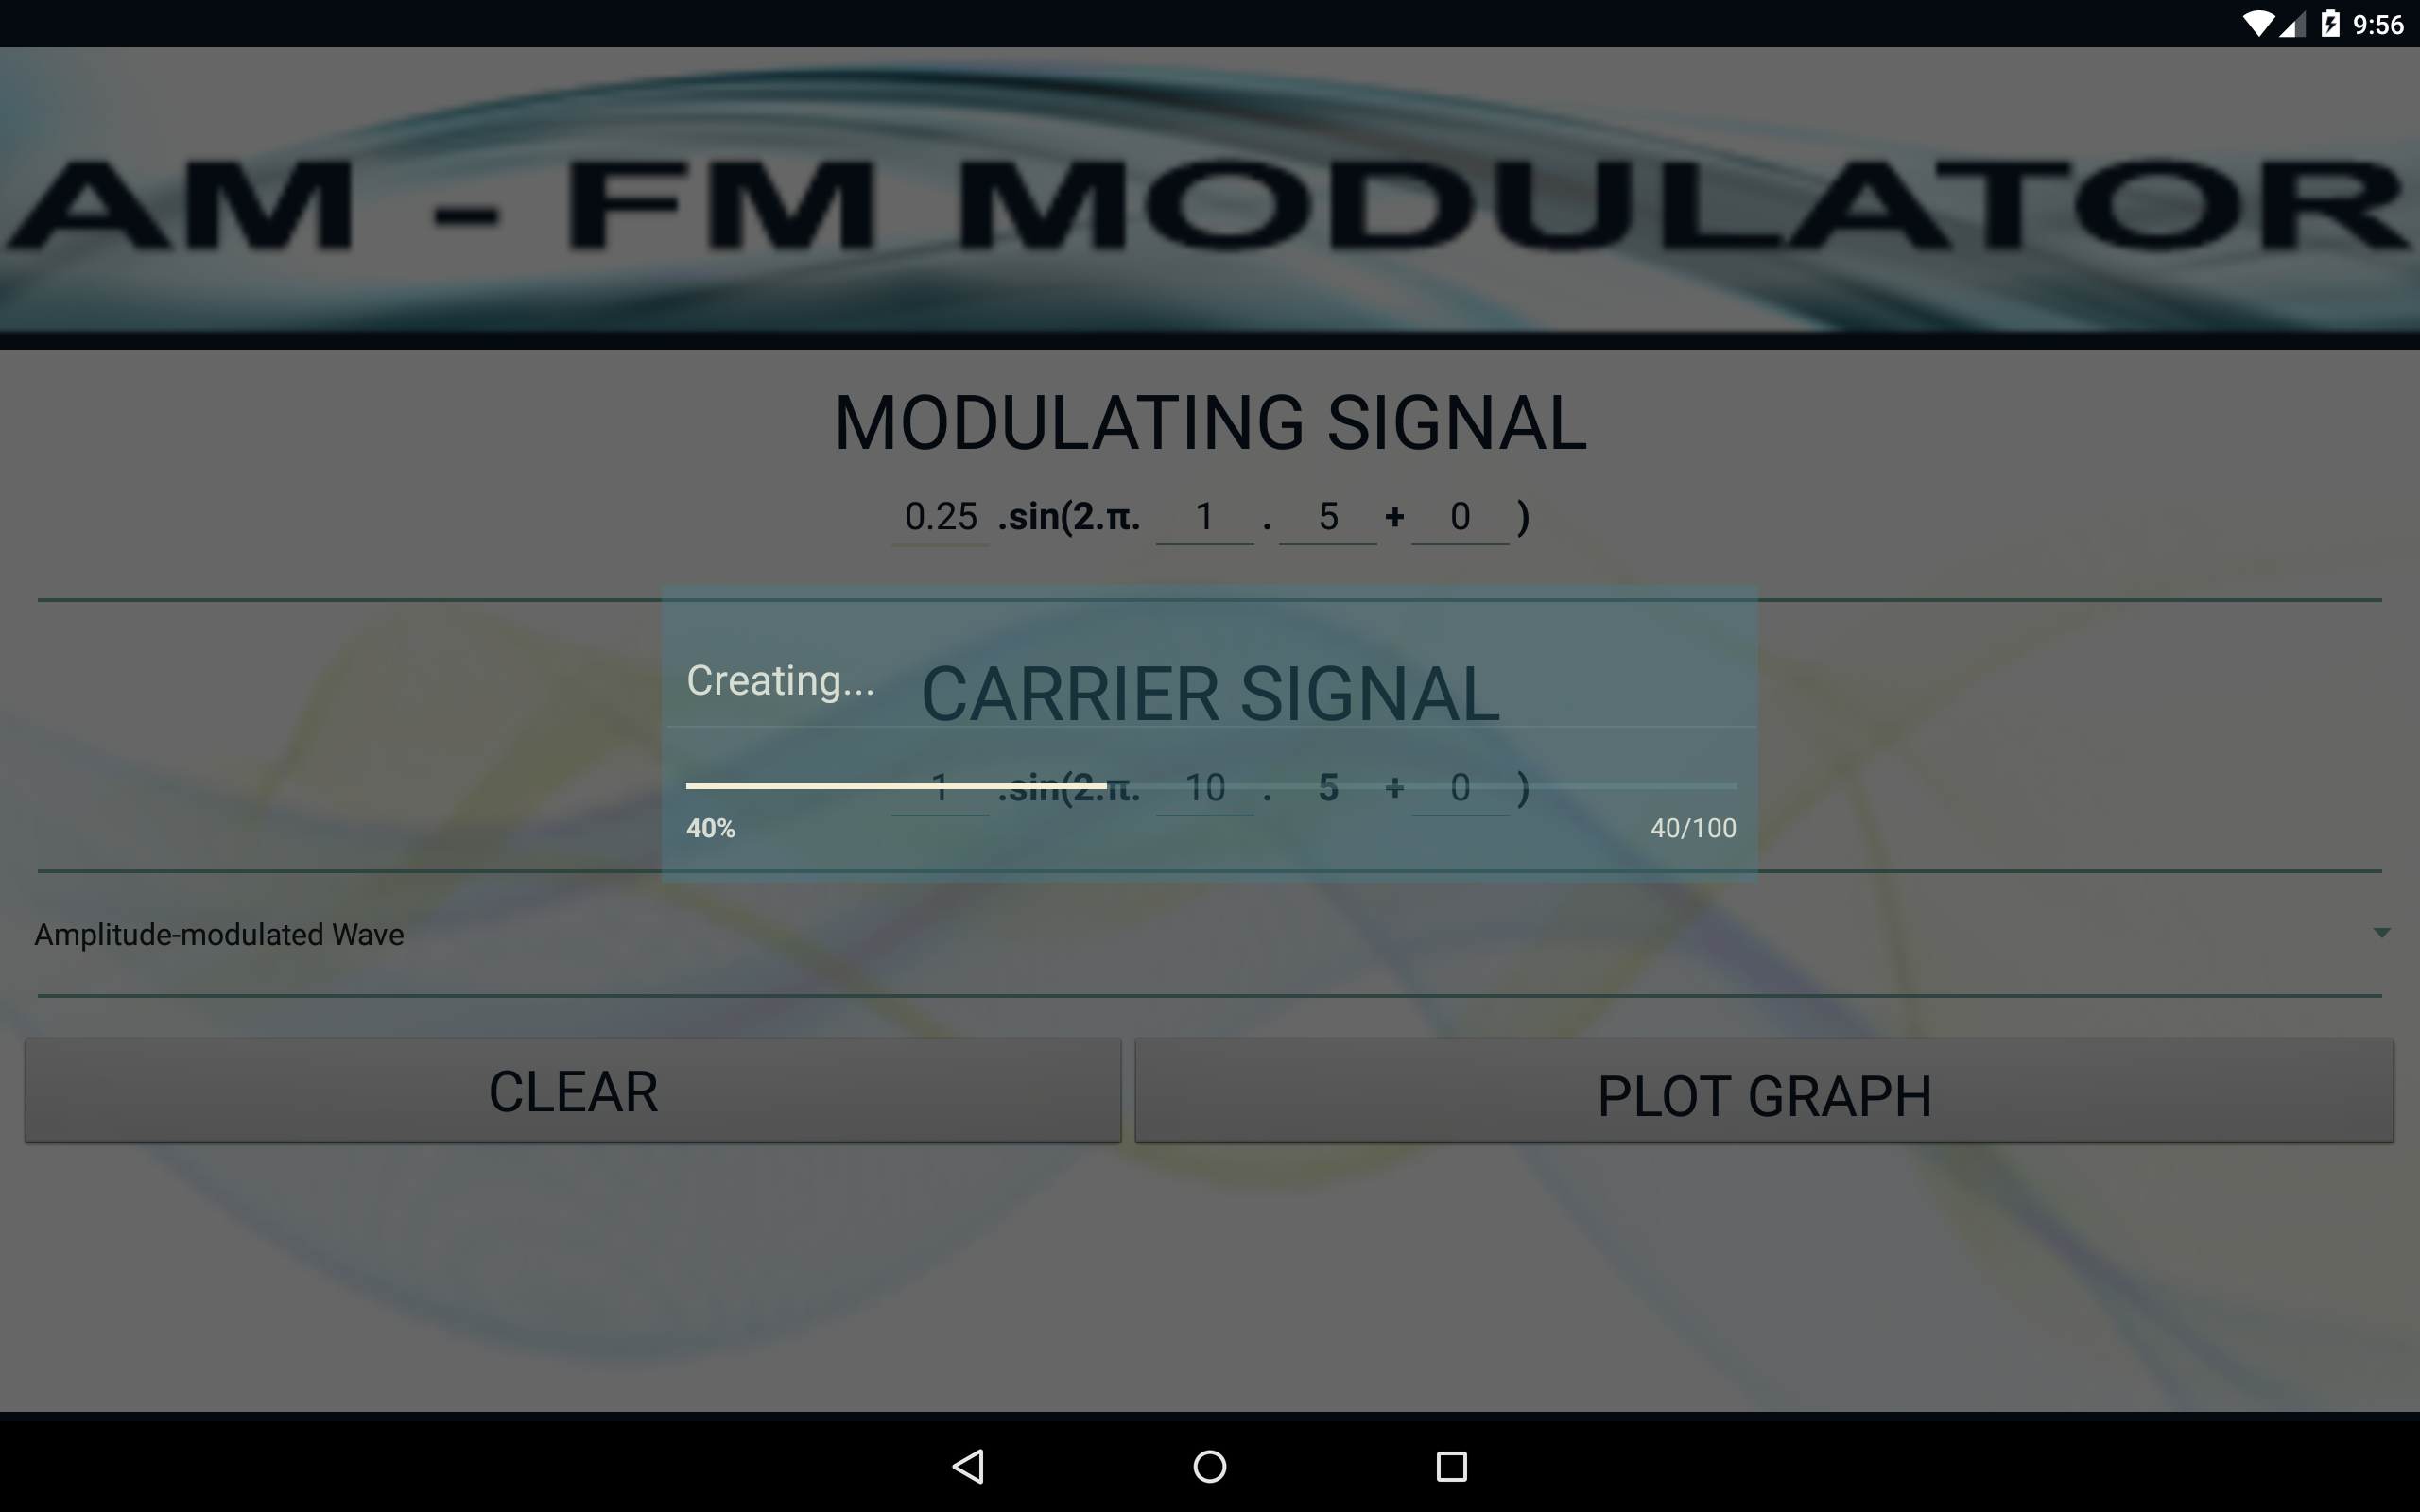 9:56
AM - FM MODULATOR
MODULATING SIGNAL
0.25 .sin(2.π. 1 . 5 + 0 )
Creating...
CARRIER SIGNAL
1 .sin(2.π. 10 . 5 + 0 )
40% 40/100
Amplitude-modulated Wave
CLEAR PLOT GRAPH